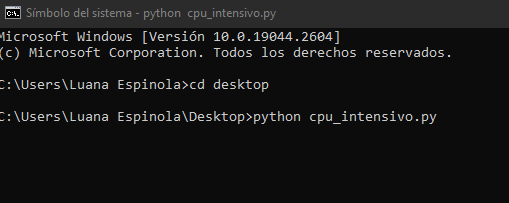 Símbolo del sistema - python cpu_intensivo.py
Microsoft Windows [Versión 10.0.19044.2604]
(c) Microsoft Corporation. Todos los derechos reservados.
C:\Users\Luana Espinola>cd desktop
C:\Users\Luana Espinola\Desktop>python cpu_intensivo.py